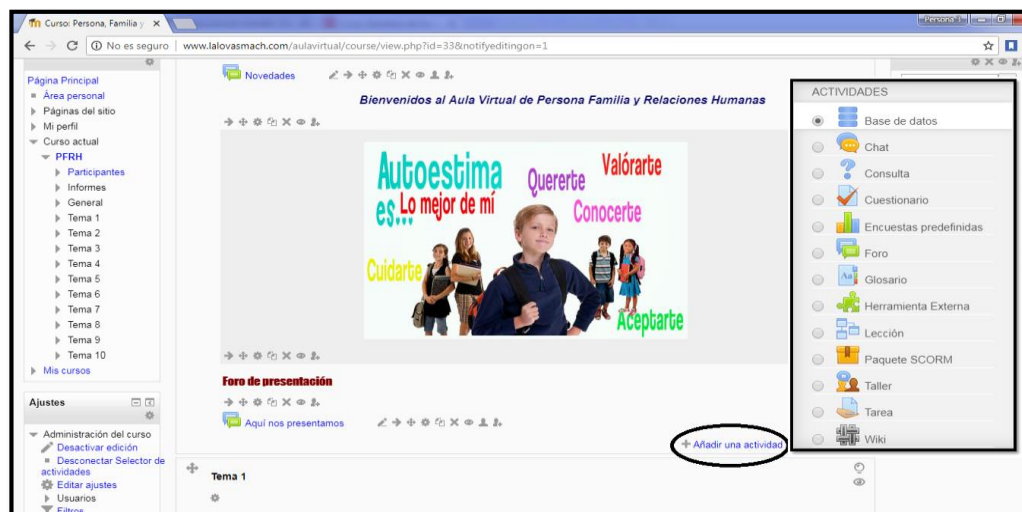 Curso: Persona, Familia y
Persona 1
No es seguro
www.lalovasmach.com/aulavirtual/course/view.php?id=33&notifyeditingon=1
Página Principal
Área personal
Páginas del sitio
Mi perfil
Curso actual
PFRH
Participantes
Informes
General
Tema 1
Tema 2
Tema 3
Tema 4
Tema 5
Tema 6
Tema 7
Tema 8
Tema 9
Tema 10
Mis cursos
Ajustes
Administración del curso
Desactivar edición
Desconectar Selector de
actividades
Editar ajustes
Usuarios
Filtros
Novedades
Bienvenidos al Aula Virtual de Persona Familia y Relaciones Humanas
Autoestima
es...
Lo mejor de mí
Quererte
Valórarte
Conocerte
Cuidarte
Aceptarte
Foro de presentación
Aquí nos presentamos
Añadir una actividad
Tema 1
ACTIVIDADES
Base de datos
Chat
Consulta
Cuestionario
Encuestas predefinidas
Foro
Glosario
Herramienta Externa
Lección
Paquete SCORM
Taller
Tarea
Wiki